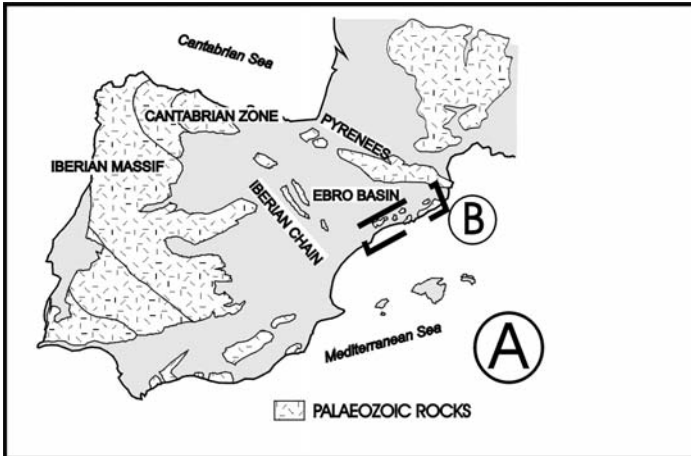 Cantabrian Sea
CANTABRIAN ZONE
PYRENEES
IBERIAN MASSIF
EBRO BASIN
IBERIAN CHAIN
B
Mediterranean Sea
A
PALAEOZOIC ROCKS